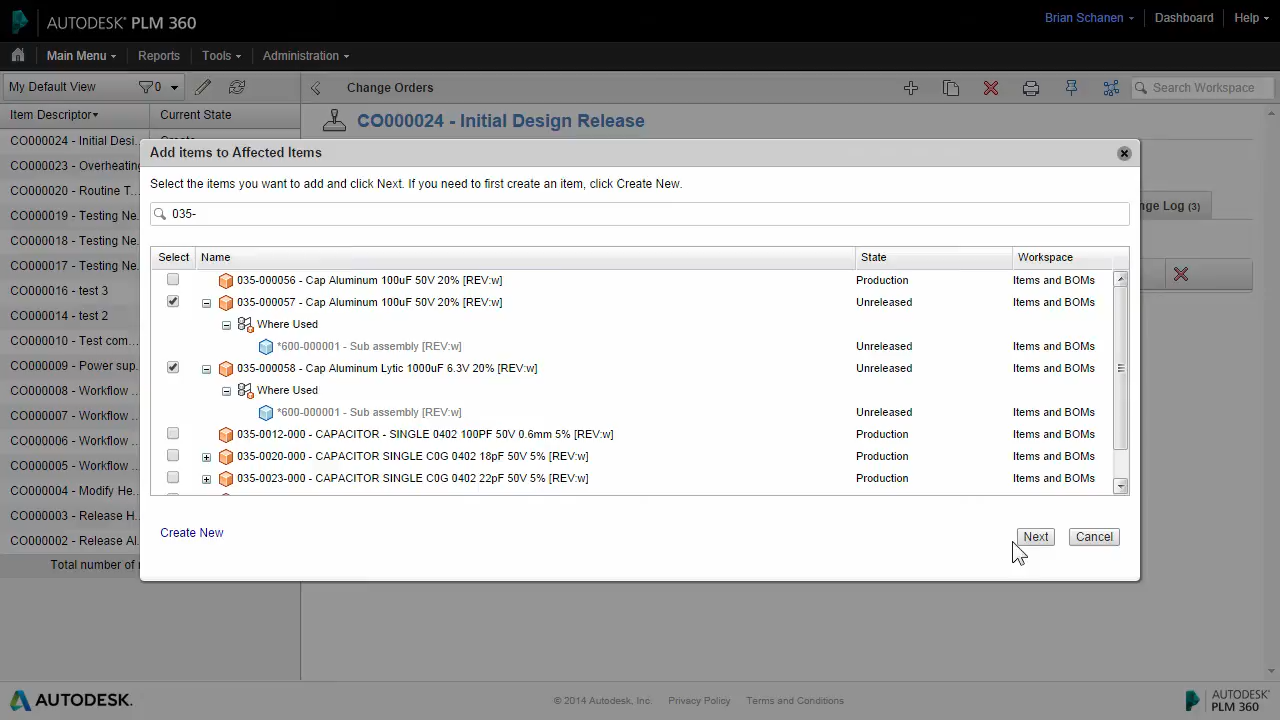 AUTODESK® PLM 360
Brian Schanen
Dashboard
Help
Main Menu
Reports
Tools
Administration
My Default View
0
Change Orders
Search Workspace
Item Descriptor
Current State
CO000024 - Initial Design Release
CO000024 - Initial Desi...
Create
CO000023 - Overheating
CO000020 - Routine T...
CO000019 - Testing Ne
CO000018 - Testing Ne...
CO000017 - Testing Ne
CO000016 - test 3
CO000014 - test 2
CO000010 - Test com...
CO000009 - Power sup
CO000008 - Workflow
CO000007 - Workflow
CO000006 - Workflow
CO000005 - Workflow
CO000004 - Modify He
CO000003 - Release H
CO000002 - Release Al
Total number of
nge Log (3)
Add items to Affected Items
Select the items you want to add and click Next. If you need to first create an item, click Create New.
035-
Select Name State Workspace
035-000056 - Cap Aluminum 100uF 50V 20% [REV:w] Production Items and BOMs
035-000057 - Cap Aluminum 100uF 50V 20% [REV:w] Unreleased Items and BOMs
Where Used
*600-000001 - Sub assembly [REV:w] Unreleased Items and BOMs
035-000058 - Cap Aluminum Lytic 1000uF 6.3V 20% [REV:w] Unreleased Items and BOMs
Where Used
*600-000001 - Sub assembly [REV:w] Unreleased Items and BOMs
035-0012-000 - CAPACITOR - SINGLE 0402 100PF 50V 0.6mm 5% [REV:w] Production Items and BOMs
035-0020-000 - CAPACITOR SINGLE C0G 0402 18pF 50V 5% [REV:w] Production Items and BOMs
035-0023-000 - CAPACITOR SINGLE C0G 0402 22pF 50V 5% [REV:w] Production Items and BOMs
Create New
Next
Cancel
AUTODESK.
© 2014 Autodesk, Inc.
Privacy Policy
Terms and Conditions
AUTODESK®
PLM 360